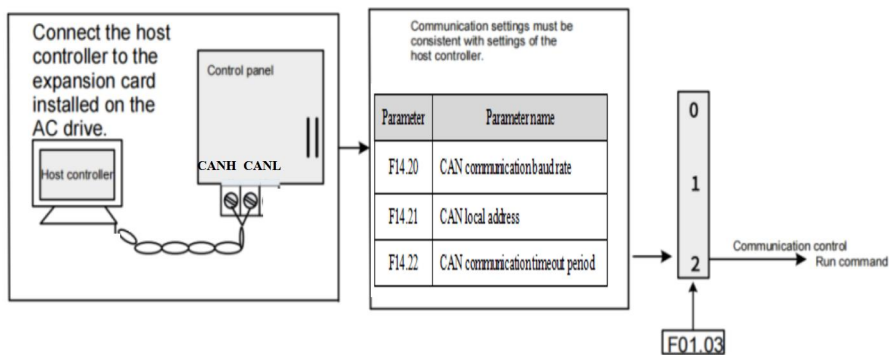 Connect the host
controller to the
expansion card
installed on the
AC drive.
Control panel
CANH CANL
Host controller
Communication settings must be
consistent with settings of the
host controller.
Parameter Parameter name
F14.20 CAN communication baud rate
F14.21 CAN local address
F14.22 CAN communication timeout period
0
1
2
Communication control
Run command
F01.03